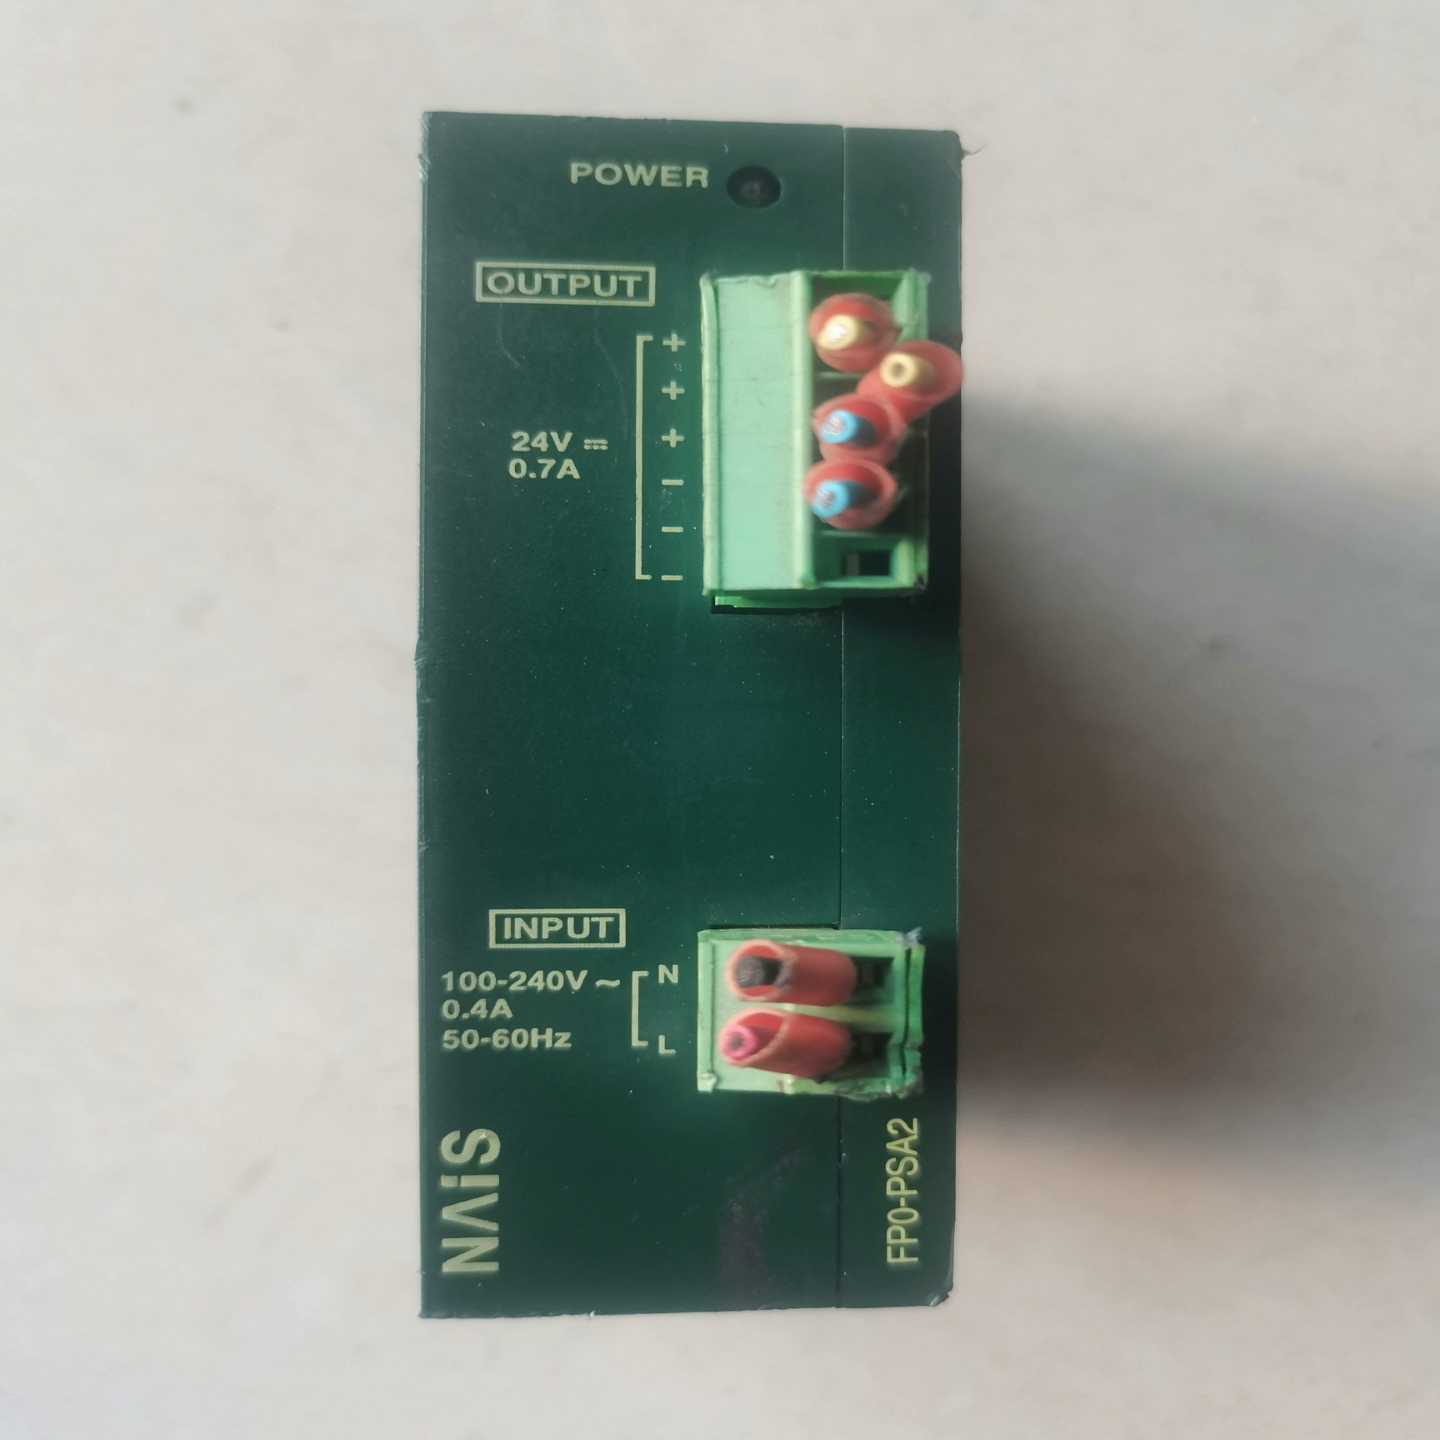 POWER
OUTPUT
+
+
+
24V ⎓
0.7A
−
−
−
INPUT
100-240V ~
0.4A
50-60Hz
N
L
NAiS
FP0-PSA2